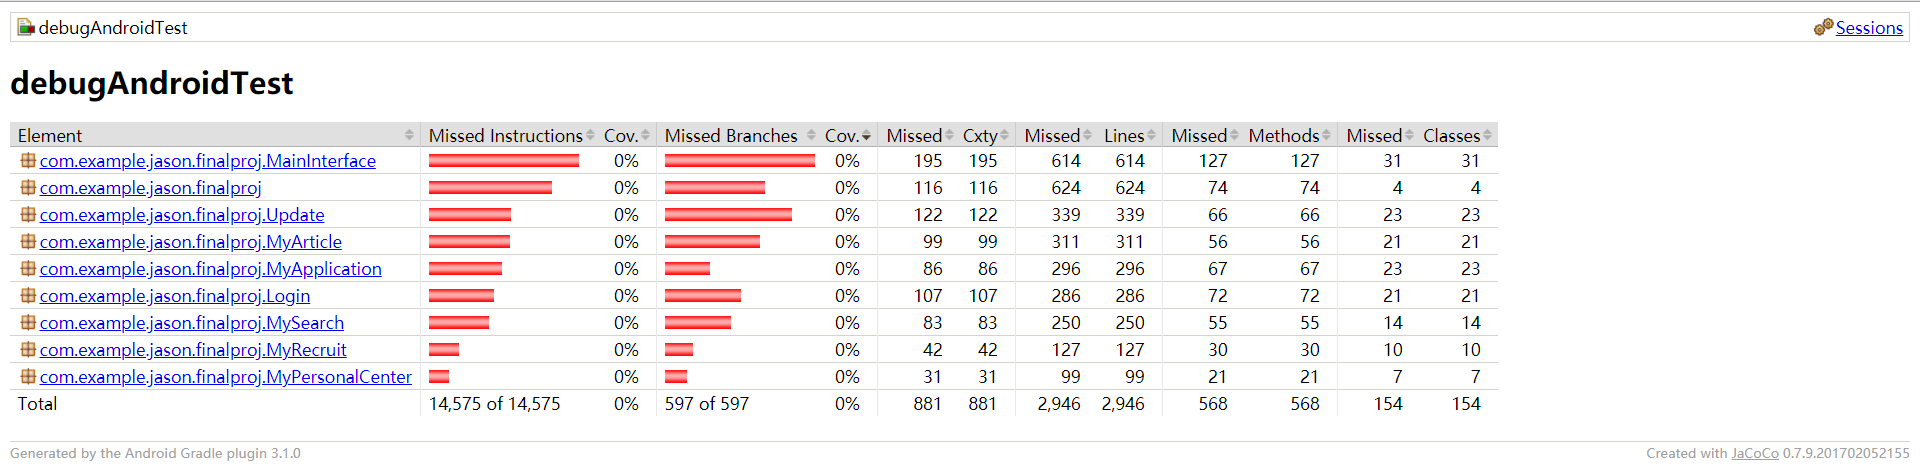 debugAndroidTest Sessions
debugAndroidTest
Element Missed Instructions Cov. Missed Branches Cov. Missed Cxty Missed Lines Missed Methods Missed Classes
com.example.jason.finalproj.MainInterface 0% 0% 195 195 614 614 127 127 31 31
com.example.jason.finalproj 0% 0% 116 116 624 624 74 74 4 4
com.example.jason.finalproj.Update 0% 0% 122 122 339 339 66 66 23 23
com.example.jason.finalproj.MyArticle 0% 0% 99 99 311 311 56 56 21 21
com.example.jason.finalproj.MyApplication 0% 0% 86 86 296 296 67 67 23 23
com.example.jason.finalproj.Login 0% 0% 107 107 286 286 72 72 21 21
com.example.jason.finalproj.MySearch 0% 0% 83 83 250 250 55 55 14 14
com.example.jason.finalproj.MyRecruit 0% 0% 42 42 127 127 30 30 10 10
com.example.jason.finalproj.MyPersonalCenter 0% 0% 31 31 99 99 21 21 7 7
Total 14,575 of 14,575 0% 597 of 597 0% 881 881 2,946 2,946 568 568 154 154
Generated by the Android Gradle plugin 3.1.0 Created with JaCoCo 0.7.9.201702052155